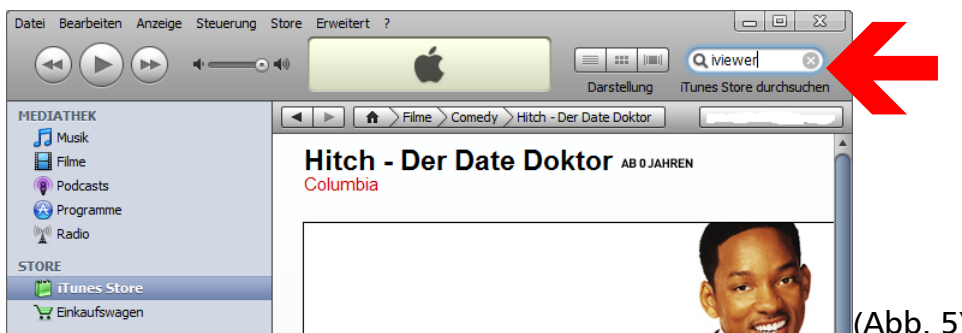 Datei Bearbeiten Anzeige Steuerung Store Erweitert ?
iviewer
Darstellung iTunes Store durchsuchen
MEDIATHEK
Musik
Filme
Podcasts
Programme
Radio
STORE
iTunes Store
Einkaufswagen
Filme Comedy Hitch - Der Date Doktor
Hitch - Der Date Doktor AB 0 JAHREN
Columbia
(Abb. 5)